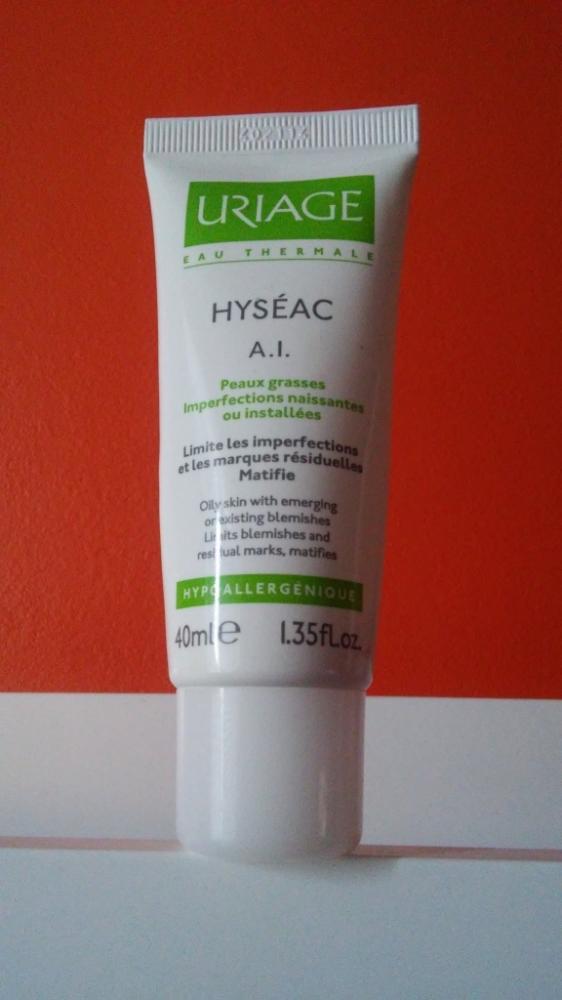 URIAGE
EAU THERMALE
HYSÉAC
A.I.
Peaux grasses
Imperfections naissantes
ou installées
Limite les imperfections
et les marques résiduelles
Matifie
Oily skin with emerging
or existing blemishes
Limits blemishes and
residual marks, matifies
HYPOALLERGÉNIQUE
40ml e 1.35fl.oz.